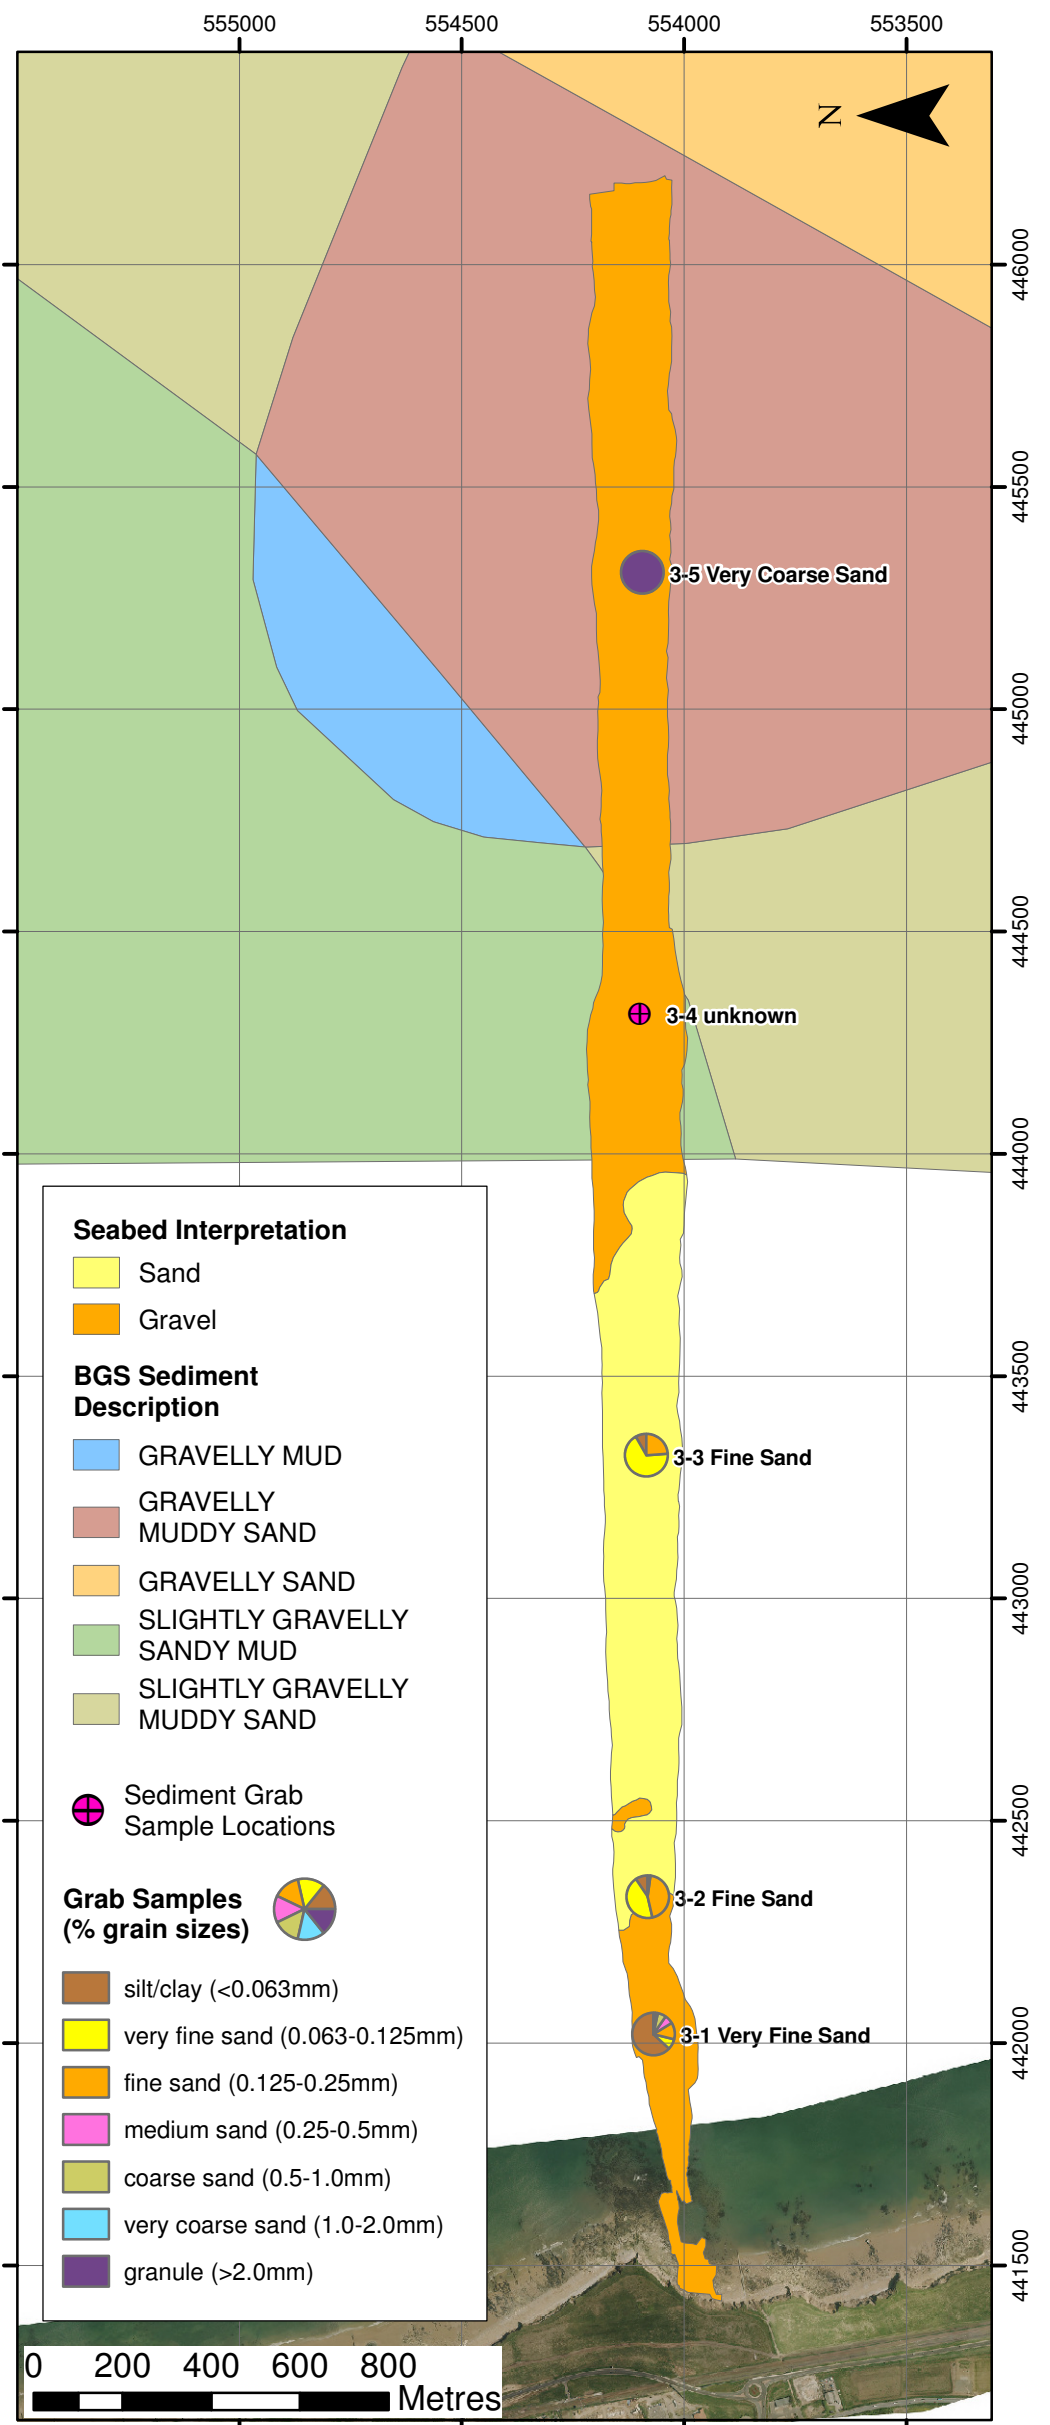 555000 554500 554000 553500
N
446000
445500
3-5 Very Coarse Sand
445000
444500
3-4 unknown
444000
443500
3-3 Fine Sand
443000
442500
3-2 Fine Sand
442000
3-1 Very Fine Sand
441500
Seabed Interpretation
Sand
Gravel
BGS Sediment
Description
GRAVELLY MUD
GRAVELLY
MUDDY SAND
GRAVELLY SAND
SLIGHTLY GRAVELLY
SANDY MUD
SLIGHTLY GRAVELLY
MUDDY SAND
Sediment Grab
Sample Locations
Grab Samples
(% grain sizes)
silt/clay (<0.063mm)
very fine sand (0.063-0.125mm)
fine sand (0.125-0.25mm)
medium sand (0.25-0.5mm)
coarse sand (0.5-1.0mm)
very coarse sand (1.0-2.0mm)
granule (>2.0mm)
0 200 400 600 800
Metres